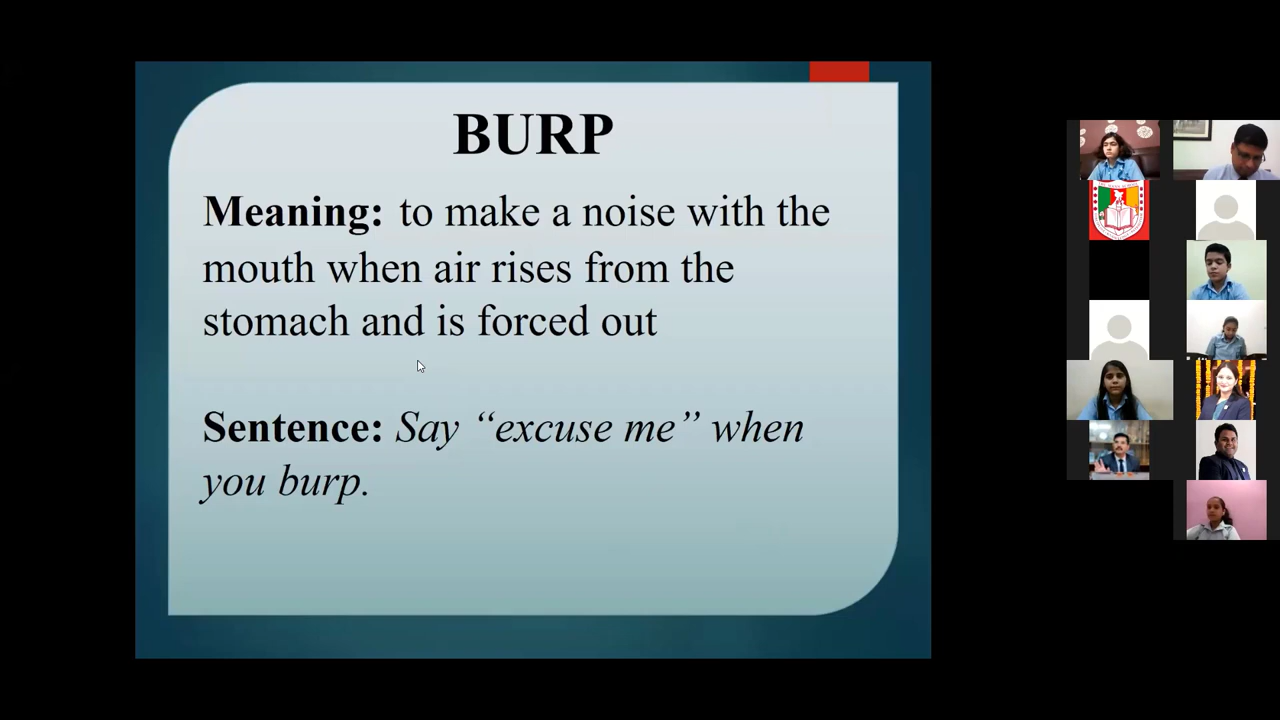 BURP
Meaning: to make a noise with the
mouth when air rises from the
stomach and is forced out
Sentence: Say “excuse me” when
you burp.